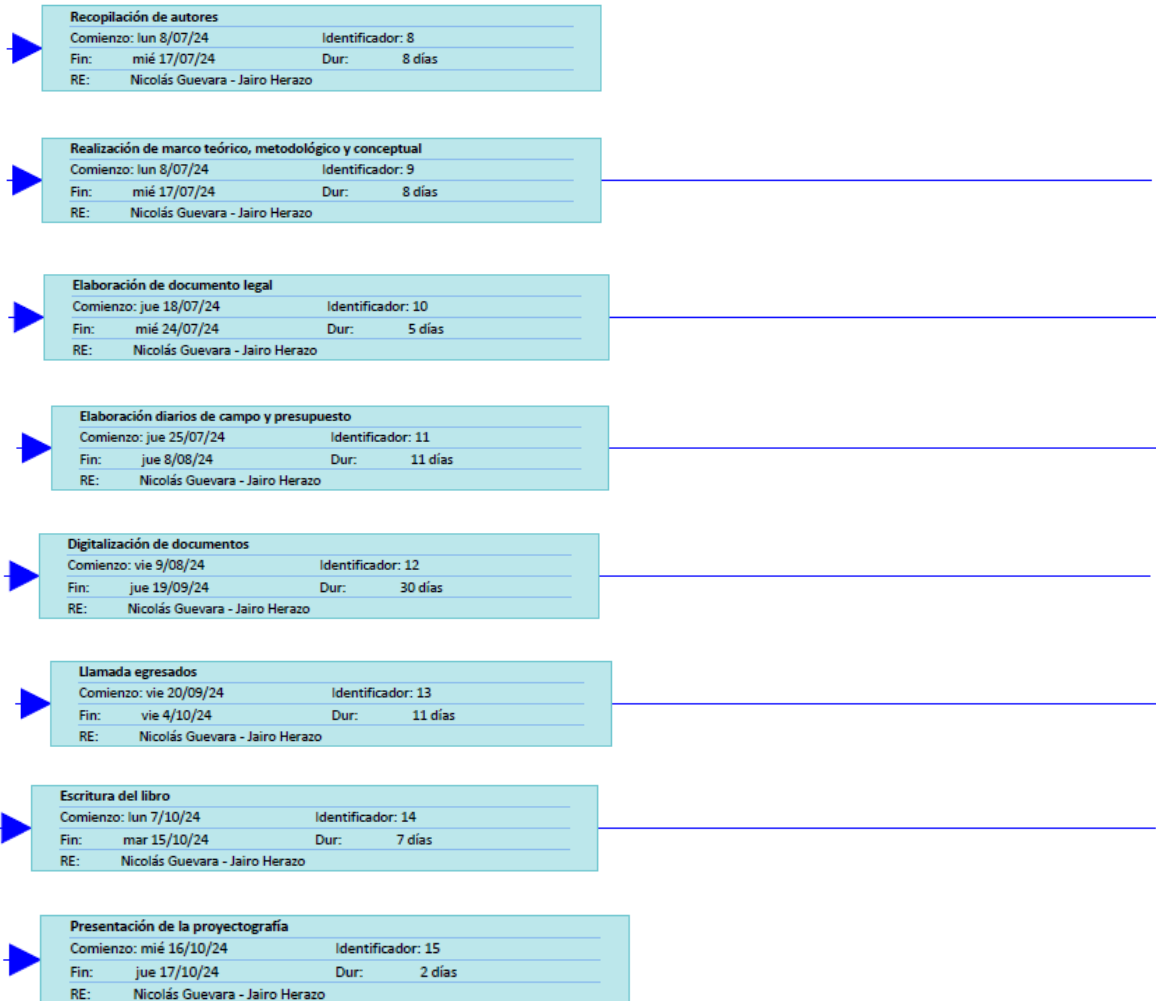 Recopilación de autores
Comienzo: lun 8/07/24 Identificador: 8
Fin: mié 17/07/24 Dur: 8 días
RE: Nicolás Guevara - Jairo Herazo
Realización de marco teórico, metodológico y conceptual
Comienzo: lun 8/07/24 Identificador: 9
Fin: mié 17/07/24 Dur: 8 días
RE: Nicolás Guevara - Jairo Herazo
Elaboración de documento legal
Comienzo: jue 18/07/24 Identificador: 10
Fin: mié 24/07/24 Dur: 5 días
RE: Nicolás Guevara - Jairo Herazo
Elaboración diarios de campo y presupuesto
Comienzo: jue 25/07/24 Identificador: 11
Fin: jue 8/08/24 Dur: 11 días
RE: Nicolás Guevara - Jairo Herazo
Digitalización de documentos
Comienzo: vie 9/08/24 Identificador: 12
Fin: jue 19/09/24 Dur: 30 días
RE: Nicolás Guevara - Jairo Herazo
Llamada egresados
Comienzo: vie 20/09/24 Identificador: 13
Fin: vie 4/10/24 Dur: 11 días
RE: Nicolás Guevara - Jairo Herazo
Escritura del libro
Comienzo: lun 7/10/24 Identificador: 14
Fin: mar 15/10/24 Dur: 7 días
RE: Nicolás Guevara - Jairo Herazo
Presentación de la proyectografía
Comienzo: mié 16/10/24 Identificador: 15
Fin: jue 17/10/24 Dur: 2 días
RE: Nicolás Guevara - Jairo Herazo